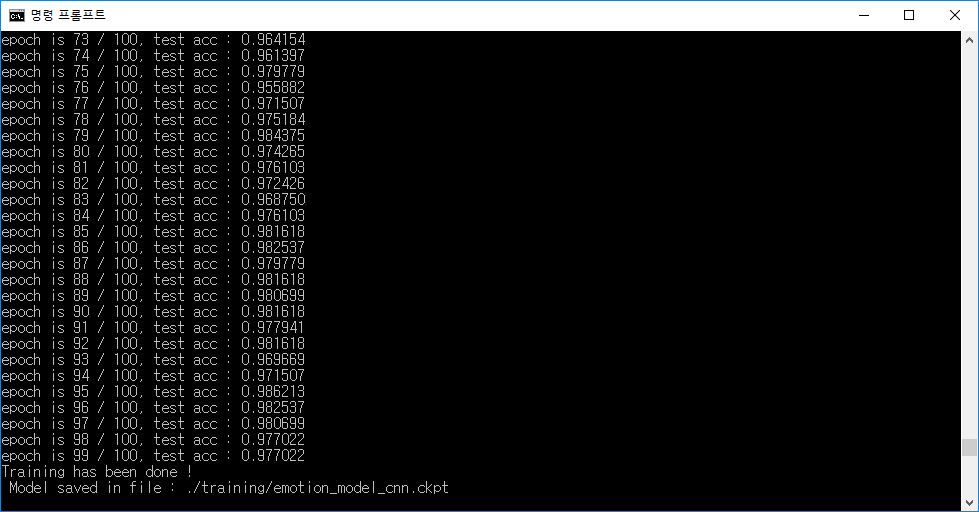 명령 프롬프트
epoch is 73 / 100, test acc : 0.964154
epoch is 74 / 100, test acc : 0.961397
epoch is 75 / 100, test acc : 0.979779
epoch is 76 / 100, test acc : 0.955882
epoch is 77 / 100, test acc : 0.971507
epoch is 78 / 100, test acc : 0.975184
epoch is 79 / 100, test acc : 0.984375
epoch is 80 / 100, test acc : 0.974265
epoch is 81 / 100, test acc : 0.976103
epoch is 82 / 100, test acc : 0.972426
epoch is 83 / 100, test acc : 0.968750
epoch is 84 / 100, test acc : 0.976103
epoch is 85 / 100, test acc : 0.981618
epoch is 86 / 100, test acc : 0.982537
epoch is 87 / 100, test acc : 0.979779
epoch is 88 / 100, test acc : 0.981618
epoch is 89 / 100, test acc : 0.980699
epoch is 90 / 100, test acc : 0.981618
epoch is 91 / 100, test acc : 0.977941
epoch is 92 / 100, test acc : 0.981618
epoch is 93 / 100, test acc : 0.969669
epoch is 94 / 100, test acc : 0.971507
epoch is 95 / 100, test acc : 0.986213
epoch is 96 / 100, test acc : 0.982537
epoch is 97 / 100, test acc : 0.980699
epoch is 98 / 100, test acc : 0.977022
epoch is 99 / 100, test acc : 0.977022
Training has been done !
Model saved in file : ./training/emotion_model_cnn.ckpt